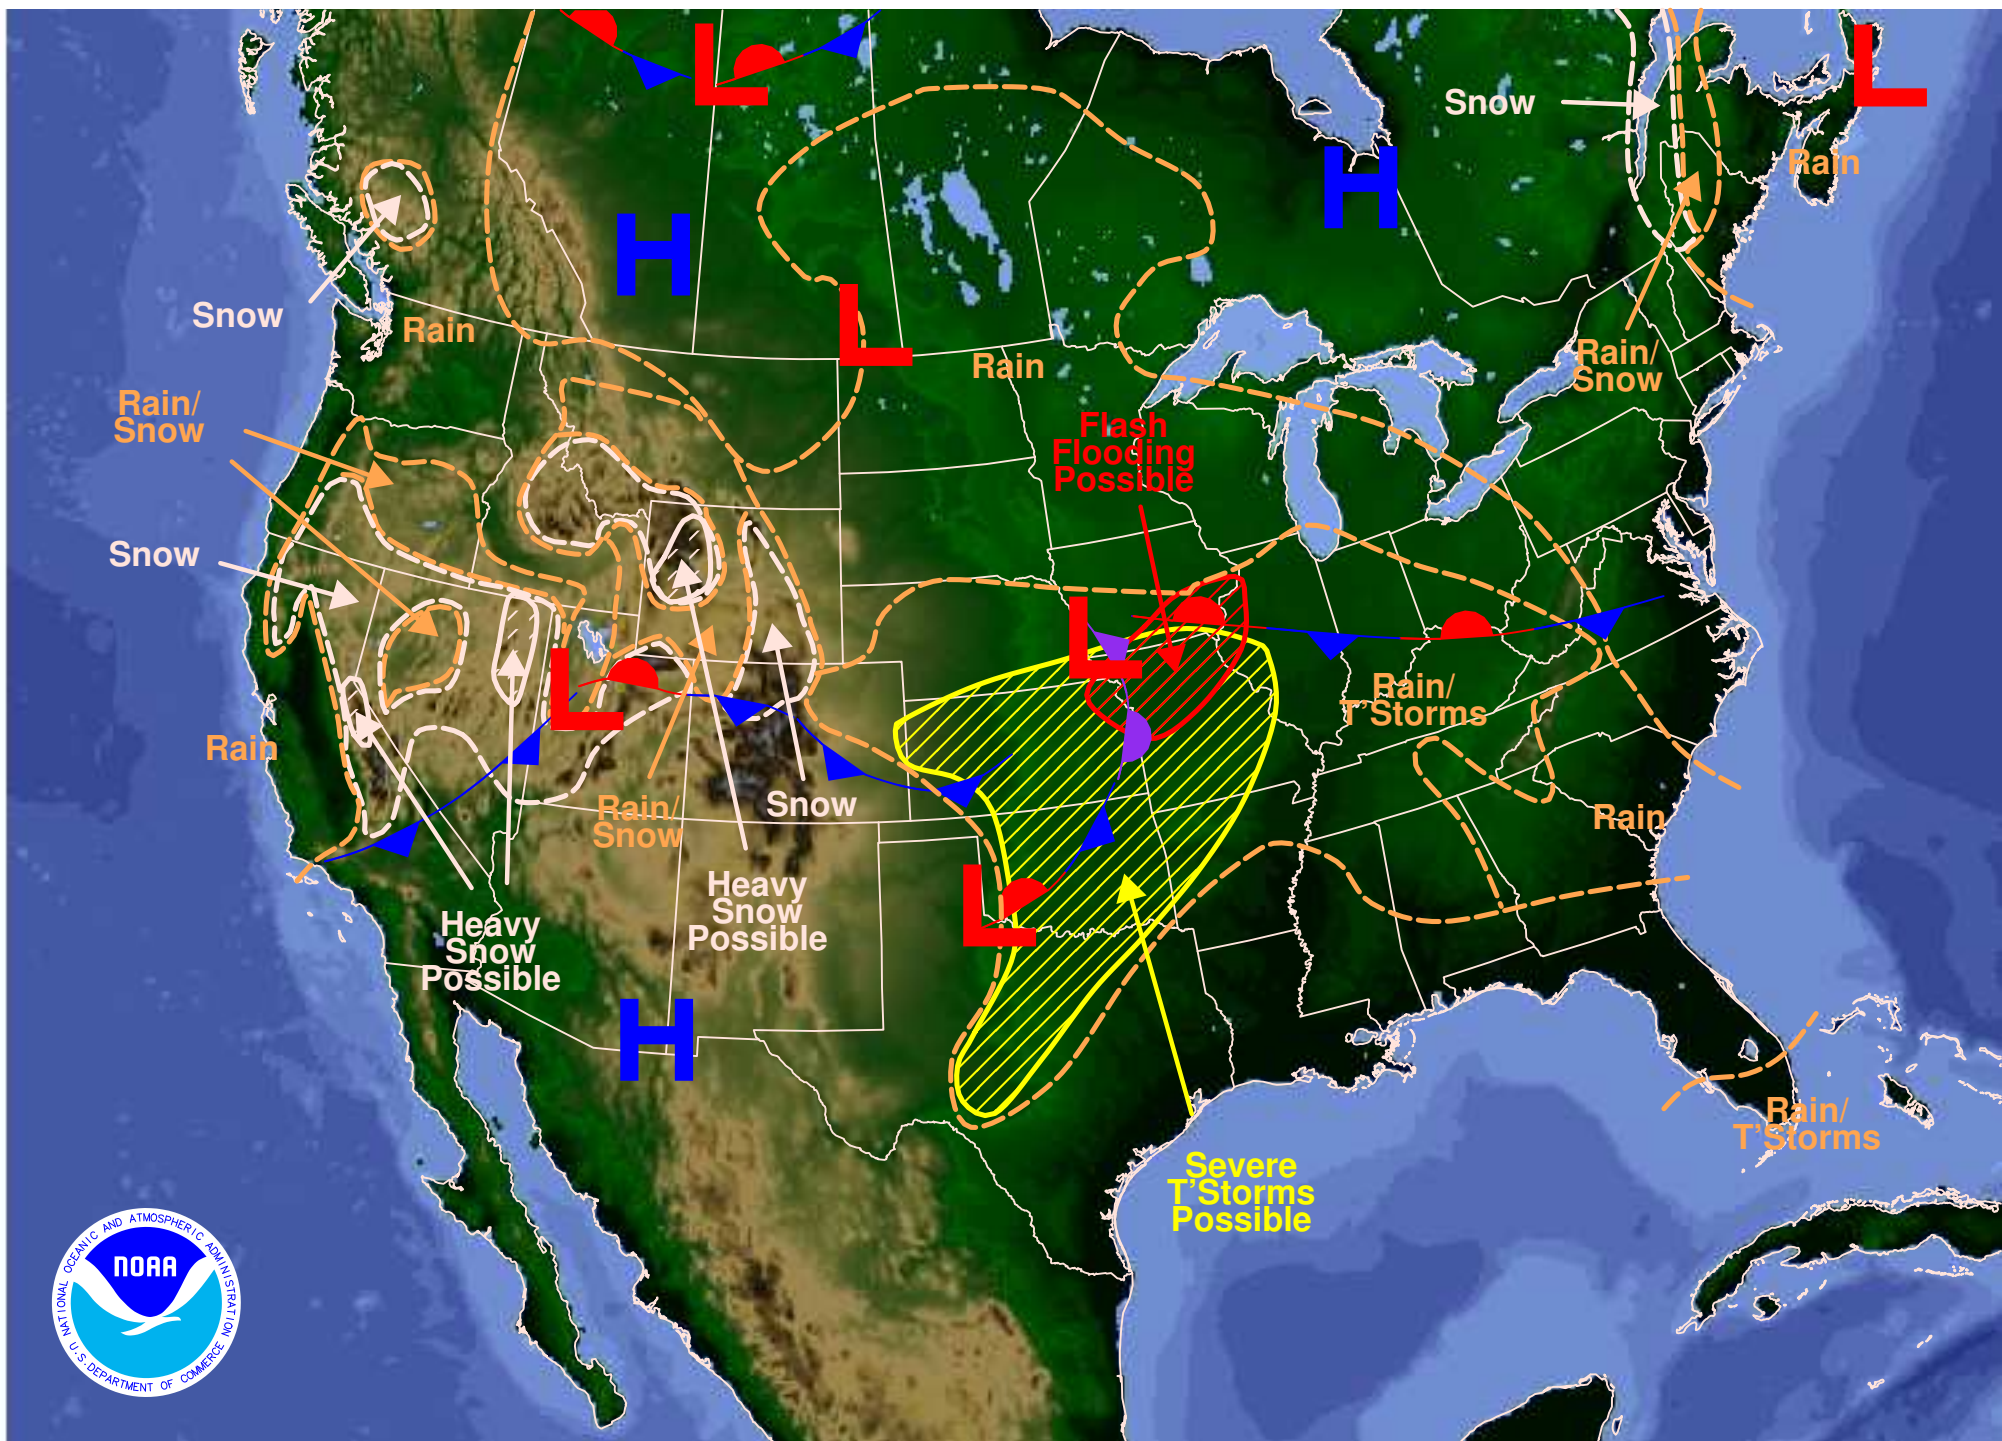 L
L
H
Snow
L
Rain
H
L
Snow
Rain
Rain
Rain/
Snow
Rain/
Snow
Flash
Flooding
Possible
Snow
L
L
Rain
Rain/
T'Storms
Rain/
Snow
Snow
Rain
Heavy
Snow
Possible
Heavy
Snow
Possible
L
H
Rain/
T'Storms
Severe
T'Storms
Possible
NATIONAL OCEANIC AND ATMOSPHERIC ADMINISTRATION
NOAA
U.S. DEPARTMENT OF COMMERCE